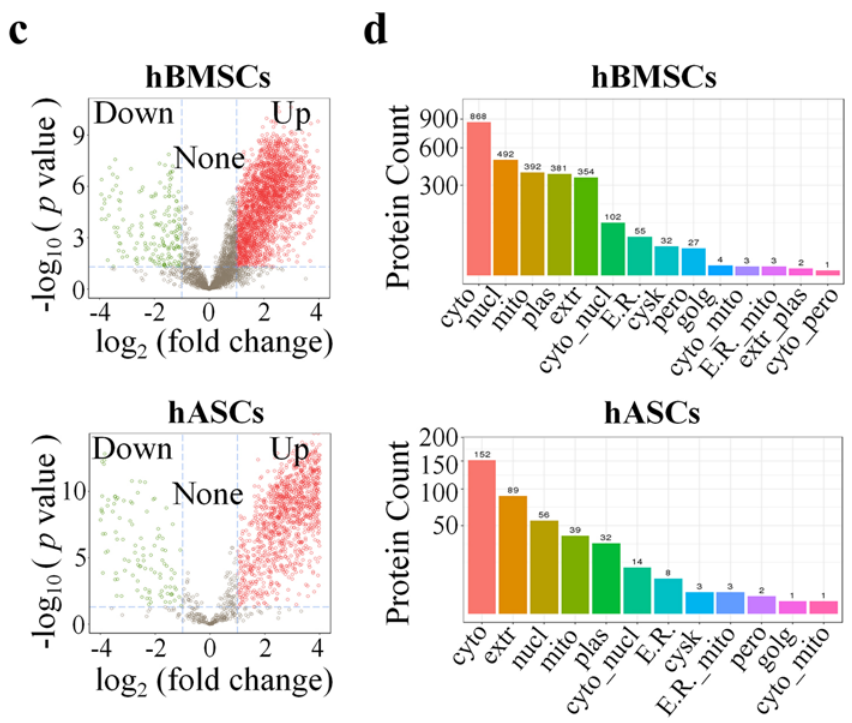 c
d
hBMSCs
Down
Up
None
9
6
3
0
-log10 ( p value )
-4
-2
0
2
4
log2 (fold change)
hBMSCs
900
600
300
Protein Count
868
492
392
381
354
102
55
32
27
4
3
3
2
1
cyto
nucl
mito
plas
extr
cyto_nucl
E.R.
cysk
pero
golg
cyto_mito
E.R._mito
extr_plas
cyto_pero
hASCs
Down
Up
None
10
5
0
-log10 ( p value )
-4
-2
0
2
4
log2 (fold change)
hASCs
200
150
100
50
Protein Count
152
89
56
39
32
14
8
3
3
2
1
1
cyto
extr
nucl
mito
plas
cyto_nucl
E.R.
cysk
E.R._mito
pero
golg
cyto_mito